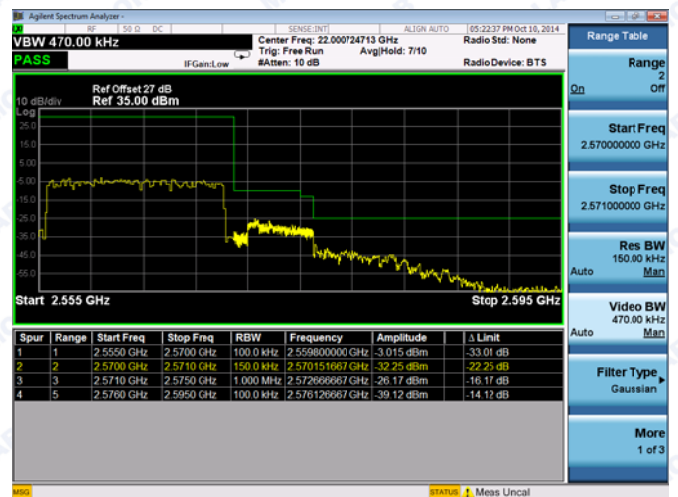 Agilent Spectrum Analyzer -
RF 50 Ω DC SENSE:INT ALIGN AUTO 05:22:37 PM Oct 10, 2014
VBW 470.00 kHz Center Freq: 22.000724713 GHz Radio Std: None
Trig: Free Run Avg|Hold: 7/10
PASS IFGain:Low #Atten: 10 dB Radio Device: BTS
Ref Offset 27 dB
10 dB/div Ref 35.00 dBm
Log
25.0
15.0
5.00
-5.00
-15.0
-25.0
-35.0
-45.0
-55.0
Start 2.555 GHz Stop 2.595 GHz
Spur Range Start Freq Stop Freq RBW Frequency Amplitude Δ Limit
1 1 2.5550 GHz 2.5700 GHz 100.0 kHz 2.559800000 GHz -3.015 dBm -33.01 dB
2 2 2.5700 GHz 2.5710 GHz 150.0 kHz 2.570151667 GHz -32.25 dBm -22.25 dB
3 3 2.5710 GHz 2.5750 GHz 1.000 MHz 2.572666667 GHz -26.17 dBm -16.17 dB
4 5 2.5760 GHz 2.5950 GHz 100.0 kHz 2.576126667 GHz -39.12 dBm -14.12 dB
MSG STATUS Meas Uncal
Range Table
Range
2
On Off
Start Freq
2.570000000 GHz
Stop Freq
2.571000000 GHz
Res BW
150.00 kHz
Auto Man
Video BW
470.00 kHz
Auto Man
Filter Type
Gaussian
More
1 of 3